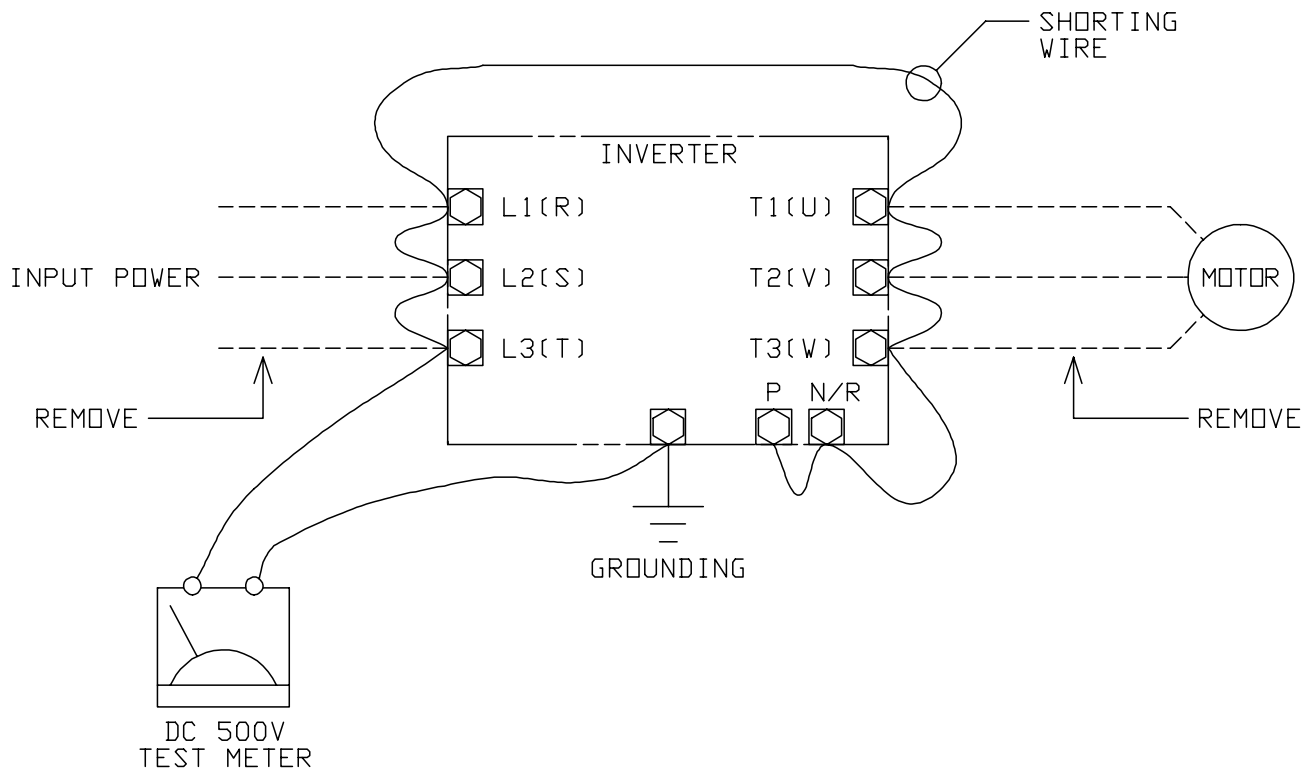 SHORTING
WIRE
INVERTER
L1(R)
T1(U)
INPUT POWER
L2(S)
T2(V)
MOTOR
L3(T)
T3(W)
P
N/R
REMOVE
REMOVE
GROUNDING
DC 500V
TEST METER